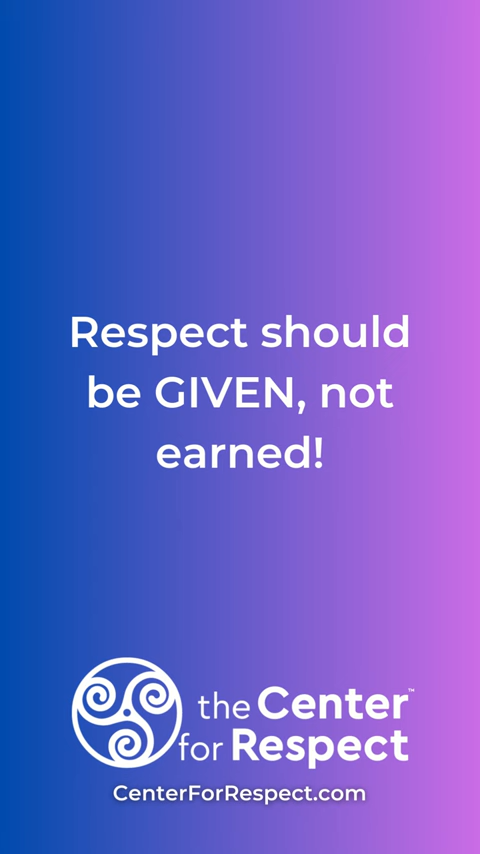 Respect should
be GIVEN, not
earned!
the Center™
for Respect
CenterForRespect.com